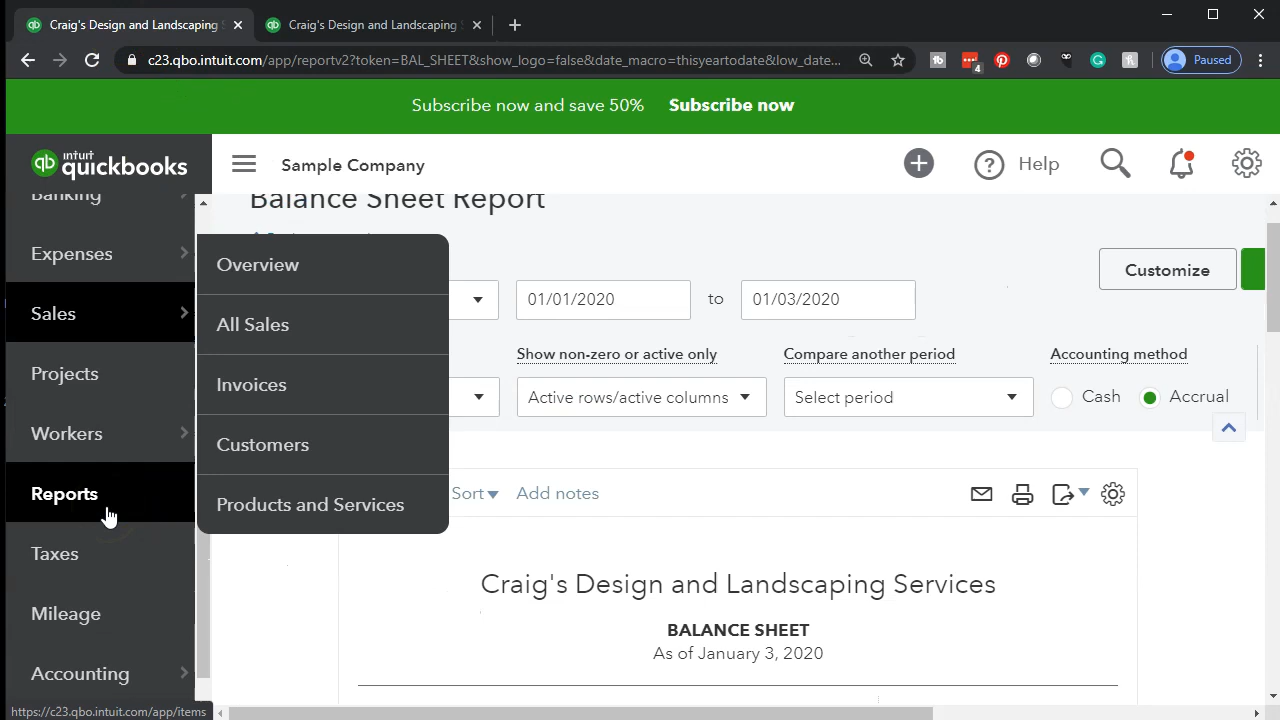 Craig's Design and Landscaping
Craig's Design and Landscaping
c23.qbo.intuit.com/app/reportv2?token=BAL_SHEET&show_logo=false&date_macro=thisyeartodate&low_date...
4
Paused
Subscribe now and save 50% Subscribe now
intuit
quickbooks
Sample Company
Help
Banking
Expenses
Sales
Projects
Workers
Reports
Taxes
Mileage
Accounting
Overview
All Sales
Invoices
Customers
Products and Services
Balance Sheet Report
01/01/2020 to 01/03/2020
Customize
Show non-zero or active only Compare another period Accounting method
Active rows/active columns Select period Cash Accrual
Sort Add notes
Craig's Design and Landscaping Services
BALANCE SHEET
As of January 3, 2020
https://c23.qbo.intuit.com/app/items